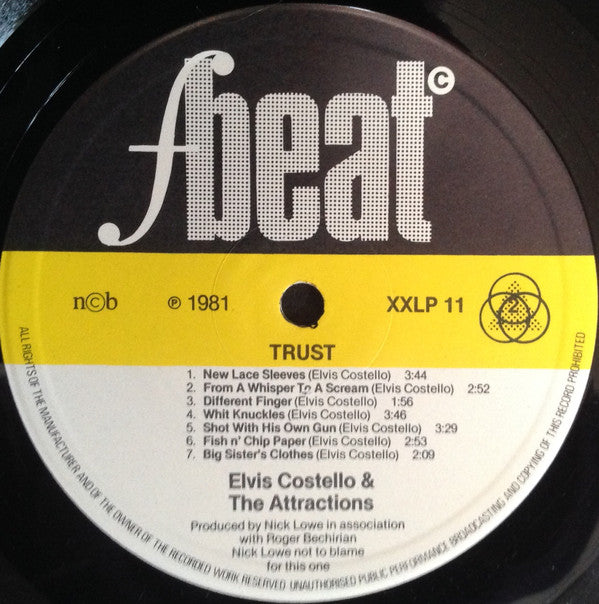 fbeat ©
n©b ℗ 1981 XXLP 11 2
TRUST
1. New Lace Sleeves (Elvis Costello) 3:44
2. From A Whisper To A Scream (Elvis Costello) 2:52
3. Different Finger (Elvis Costello) 1:56
4. Whit Knuckles (Elvis Costello) 3:46
5. Shot With His Own Gun (Elvis Costello) 3:29
6. Fish n' Chip Paper (Elvis Costello) 2:53
7. Big Sister's Clothes (Elvis Costello) 2:09
Elvis Costello &
The Attractions
Produced by Nick Lowe in association
with Roger Bechirian
Nick Lowe not to blame
for this one
ALL RIGHTS OF THE MANUFACTURER AND OF THE OWNER OF THE RECORDED WORK RESERVED UNAUTHORISED PUBLIC PERFORMANCE BROADCASTING AND COPYING OF THIS RECORD PROHIBITED